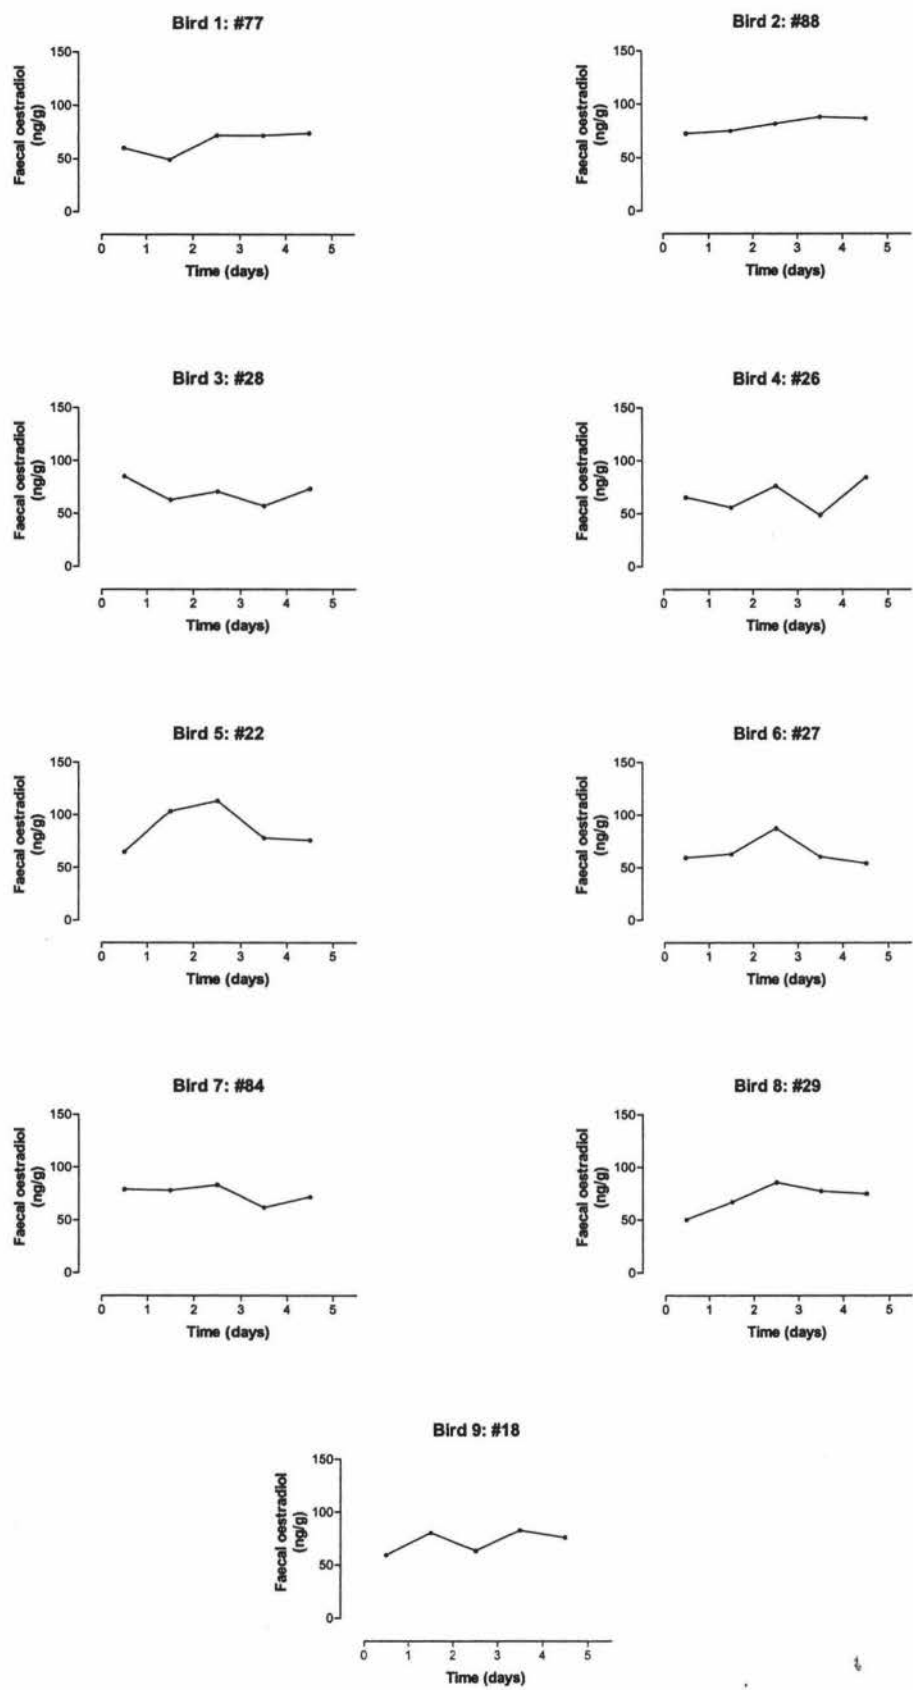 Bird 1: #77
Faecal oestradiol
(ng/g)
150
100
50
0
0 1 2 3 4 5
Time (days)
Bird 2: #88
Faecal oestradiol
(ng/g)
150
100
50
0
0 1 2 3 4 5
Time (days)
Bird 3: #28
Faecal oestradiol
(ng/g)
150
100
50
0
0 1 2 3 4 5
Time (days)
Bird 4: #26
Faecal oestradiol
(ng/g)
150
100
50
0
0 1 2 3 4 5
Time (days)
Bird 5: #22
Faecal oestradiol
(ng/g)
150
100
50
0
0 1 2 3 4 5
Time (days)
Bird 6: #27
Faecal oestradiol
(ng/g)
150
100
50
0
0 1 2 3 4 5
Time (days)
Bird 7: #84
Faecal oestradiol
(ng/g)
150
100
50
0
0 1 2 3 4 5
Time (days)
Bird 8: #29
Faecal oestradiol
(ng/g)
150
100
50
0
0 1 2 3 4 5
Time (days)
Bird 9: #18
Faecal oestradiol
(ng/g)
150
100
50
0
0 1 2 3 4 5
Time (days)